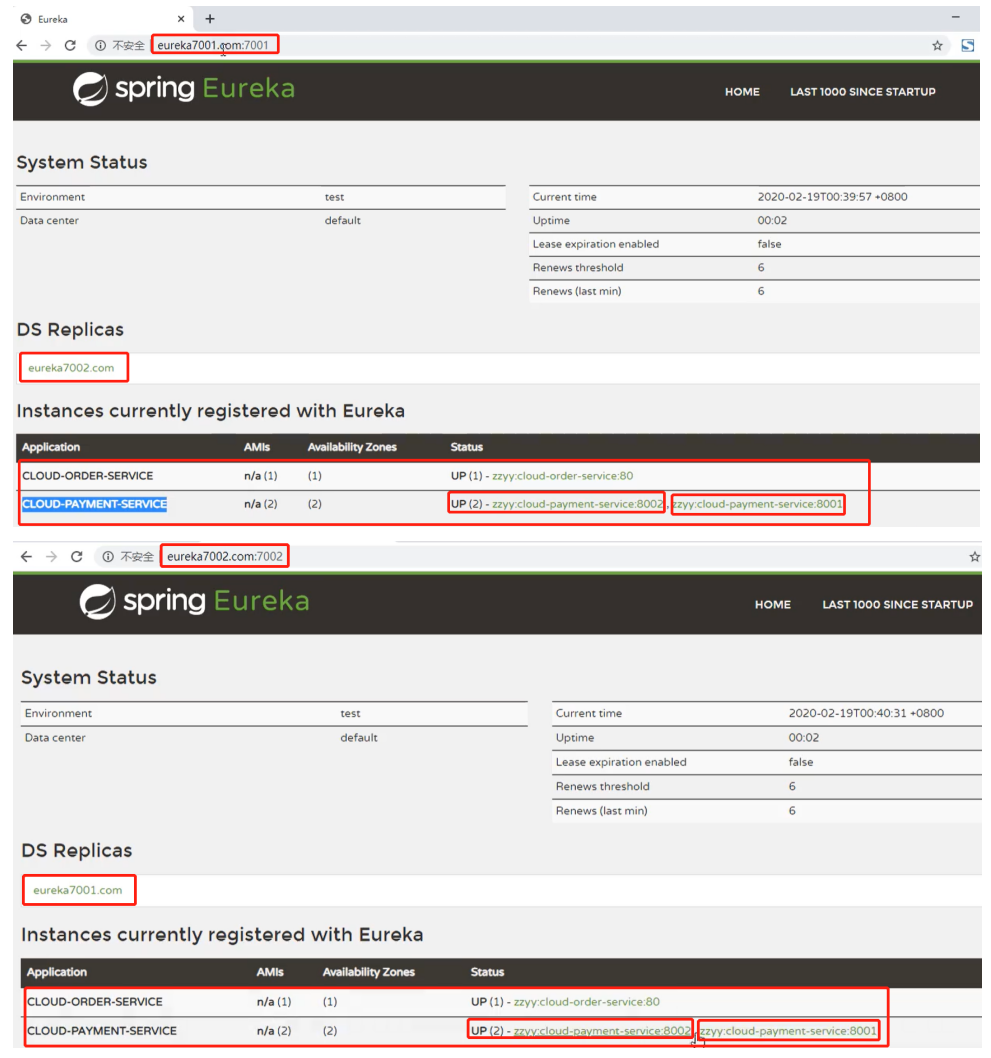 Eureka × +
不安全 eureka7001.com:7001
spring Eureka HOME LAST 1000 SINCE STARTUP
System Status
Environment test Current time 2020-02-19T00:39:57 +0800
Data center default Uptime 00:02
Lease expiration enabled false
Renews threshold 6
Renews (last min) 6
DS Replicas
eureka7002.com
Instances currently registered with Eureka
Application AMIs Availability Zones Status
CLOUD-ORDER-SERVICE n/a (1) (1) UP (1) - zzyy:cloud-order-service:80
CLOUD-PAYMENT-SERVICE n/a (2) (2) UP (2) - zzyy:cloud-payment-service:8002 , zzyy:cloud-payment-service:8001
不安全 eureka7002.com:7002
spring Eureka HOME LAST 1000 SINCE STARTUP
System Status
Environment test Current time 2020-02-19T00:40:31 +0800
Data center default Uptime 00:02
Lease expiration enabled false
Renews threshold 6
Renews (last min) 6
DS Replicas
eureka7001.com
Instances currently registered with Eureka
Application AMIs Availability Zones Status
CLOUD-ORDER-SERVICE n/a (1) (1) UP (1) - zzyy:cloud-order-service:80
CLOUD-PAYMENT-SERVICE n/a (2) (2) UP (2) - zzyy:cloud-payment-service:8002 , zzyy:cloud-payment-service:8001